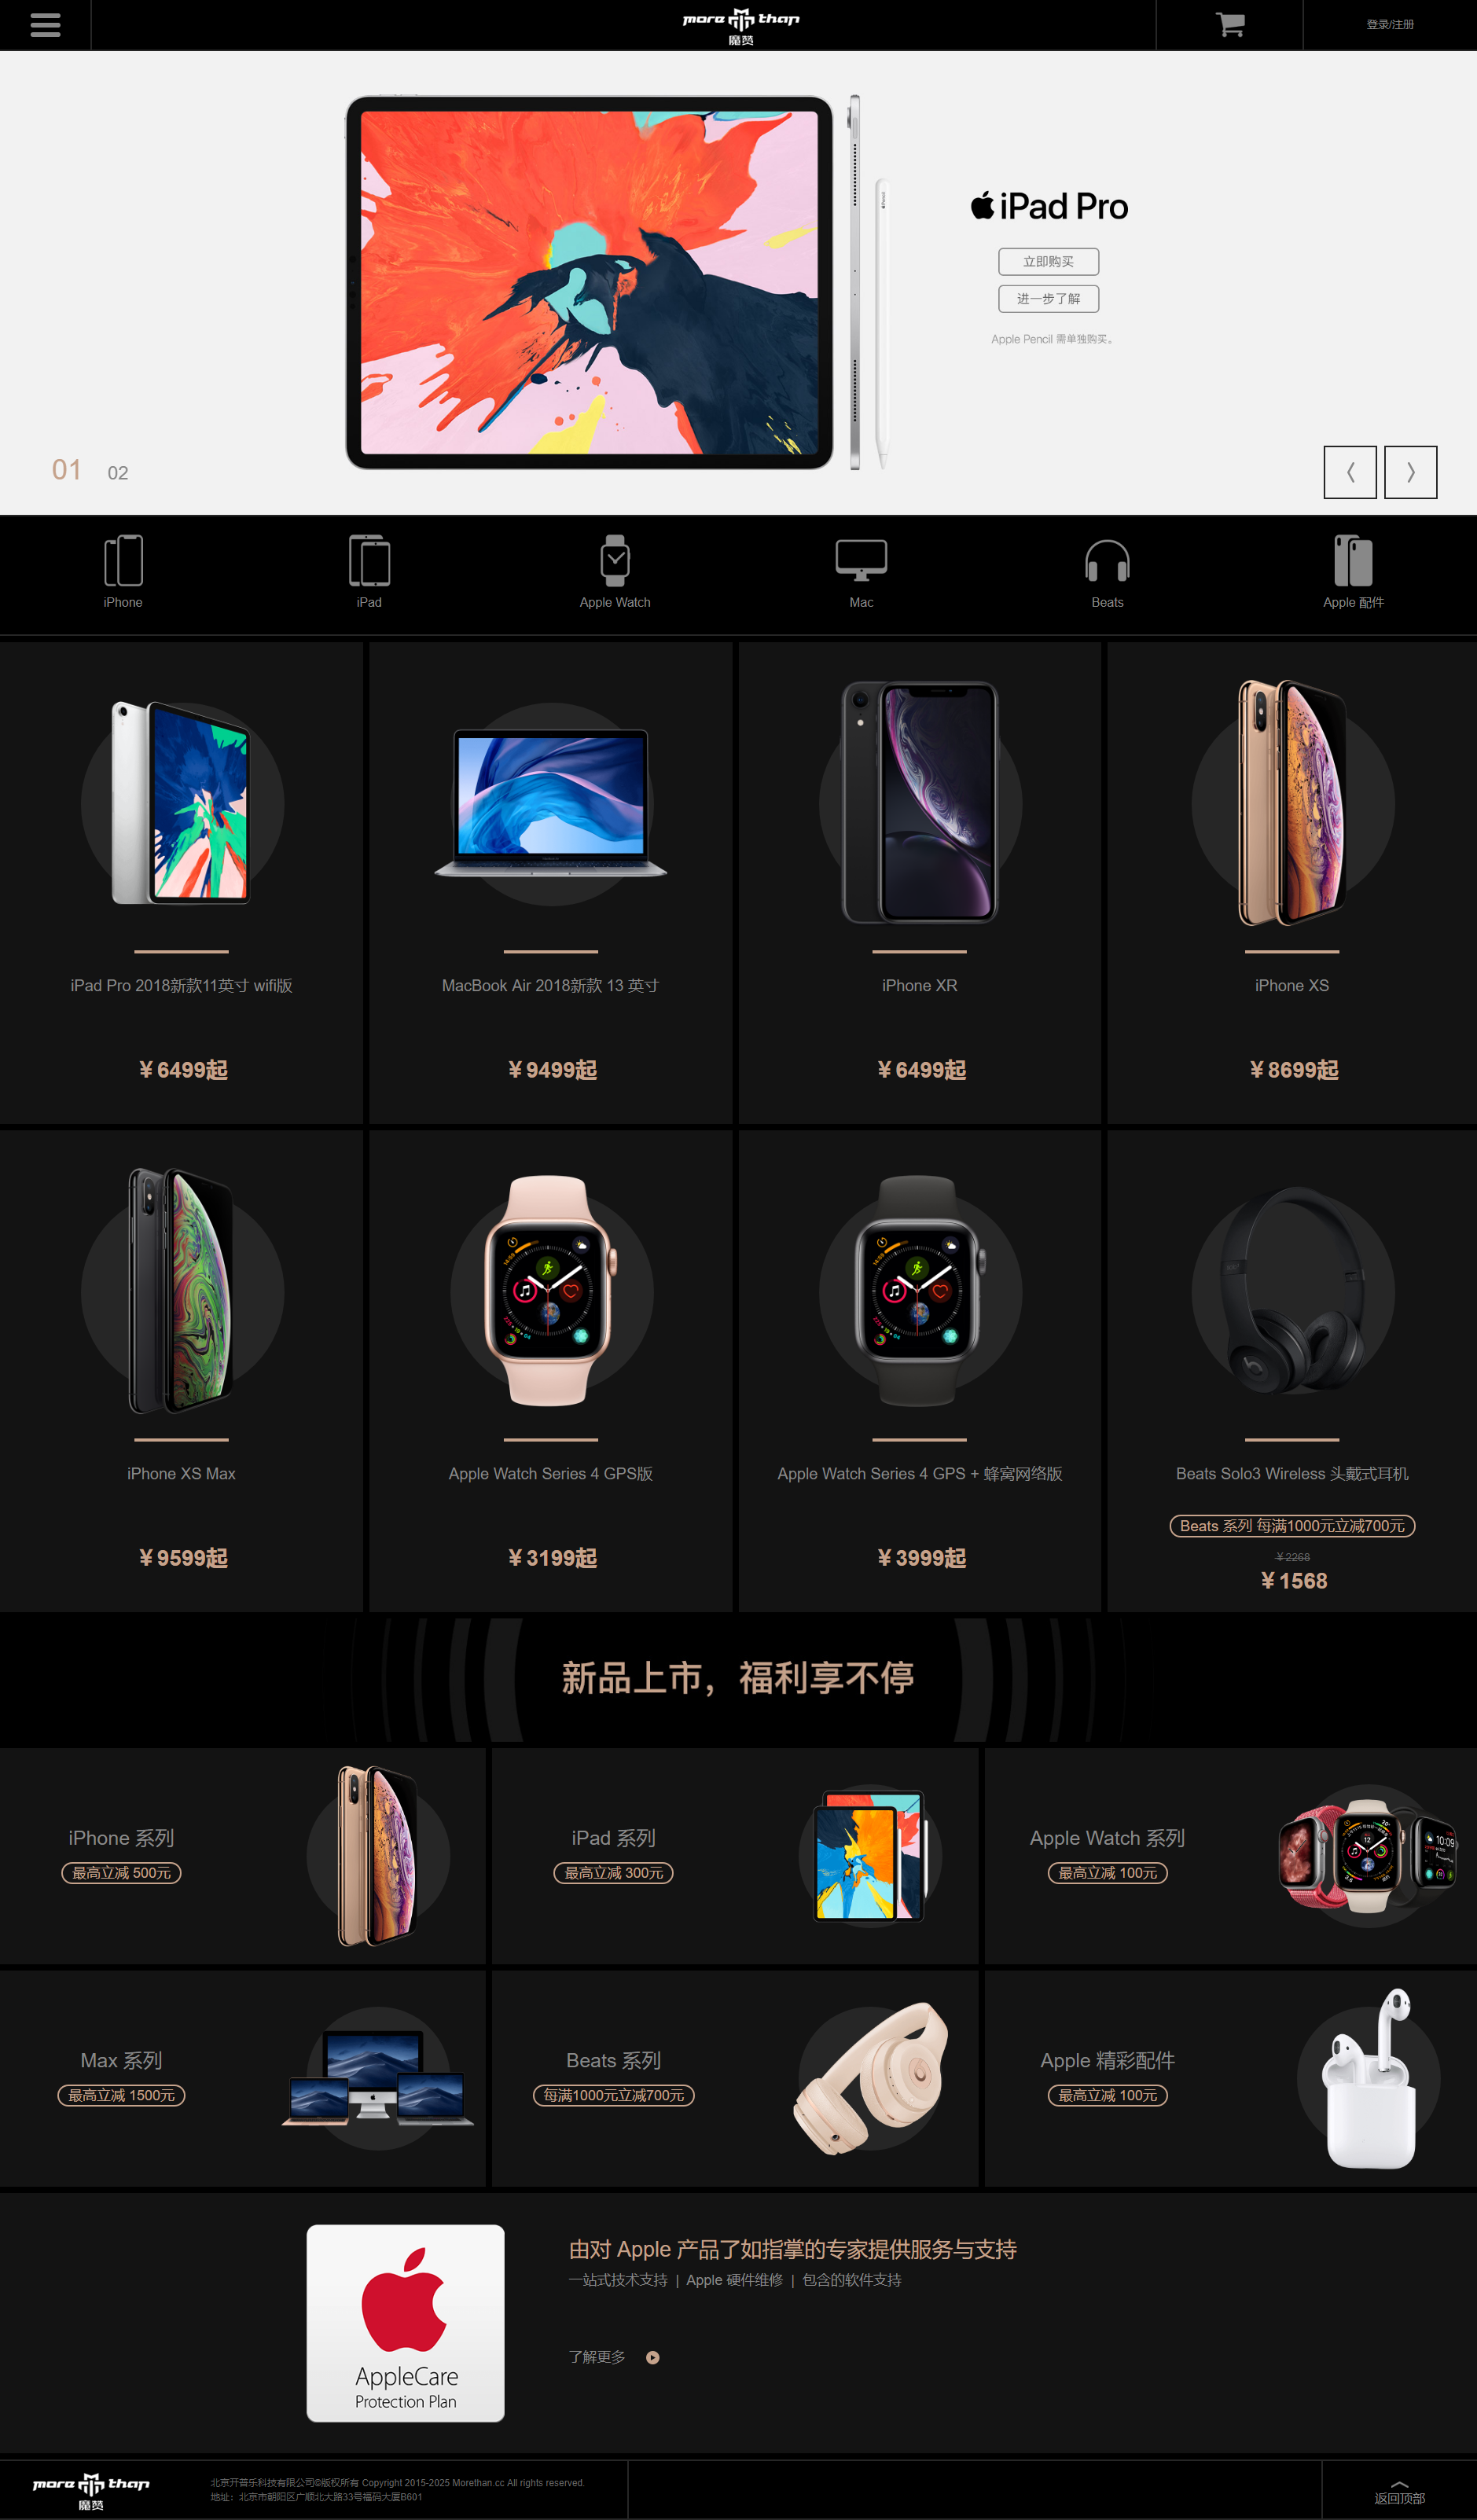 more than
魔赞
登录/注册
iPad Pro
立即购买
进一步了解
Apple Pencil 需单独购买。
01 02
iPhone
iPad
Apple Watch
Mac
Beats
Apple 配件
iPad Pro 2018新款11英寸 wifi版
MacBook Air 2018新款 13 英寸
iPhone XR
iPhone XS
￥6499起
￥9499起
￥6499起
￥8699起
iPhone XS Max
Apple Watch Series 4 GPS版
Apple Watch Series 4 GPS + 蜂窝网络版
Beats Solo3 Wireless 头戴式耳机
Beats 系列 每满1000元立减700元
￥2268
￥9599起
￥3199起
￥3999起
￥1568
新品上市，福利享不停
iPhone 系列
最高立减 500元
iPad 系列
最高立减 300元
Apple Watch 系列
最高立减 100元
10:09
Max 系列
最高立减 1500元
Beats 系列
每满1000元立减700元
Apple 精彩配件
最高立减 100元
由对 Apple 产品了如指掌的专家提供服务与支持
一站式技术支持 | Apple 硬件维修 | 包含的软件支持
了解更多
AppleCare
Protection Plan
more than
魔赞
北京开普乐科技有限公司©版权所有 Copyright 2015-2025 Morethan.cc All rights reserved.
地址：北京市朝阳区广顺北大路33号福码大厦B601
返回顶部